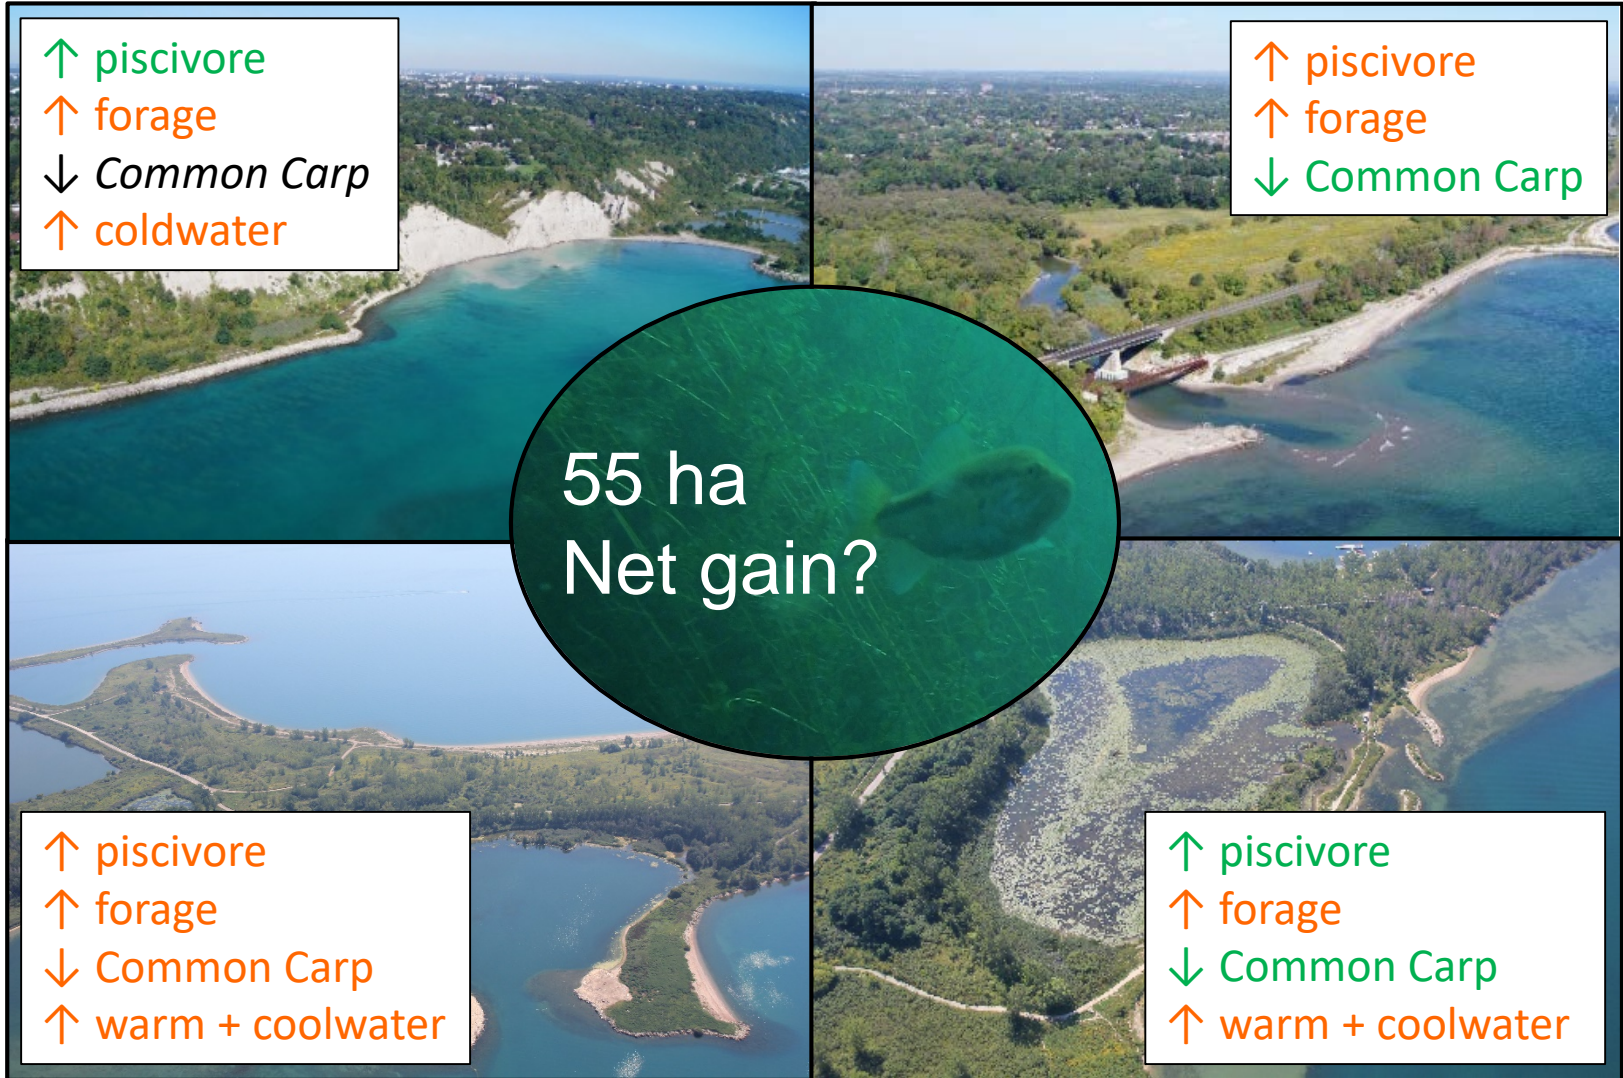 ↑ piscivore
↑ forage
↓ Common Carp
↑ coldwater
↑ piscivore
↑ forage
↓ Common Carp
55 ha
Net gain?
↑ piscivore
↑ forage
↓ Common Carp
↑ warm + coolwater
↑ piscivore
↑ forage
↓ Common Carp
↑ warm + coolwater